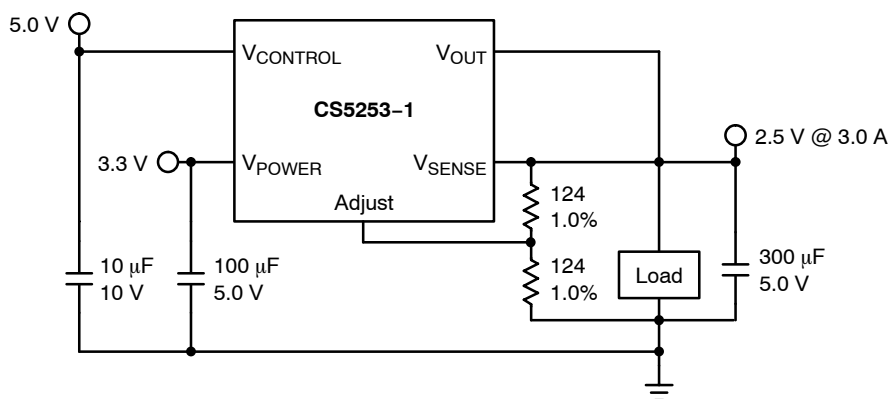 5.0 V
VCONTROL
VOUT
CS5253−1
2.5 V @ 3.0 A
3.3 V
VPOWER
VSENSE
Adjust
124
1.0%
10 μF
10 V
100 μF
5.0 V
124
1.0%
Load
300 μF
5.0 V